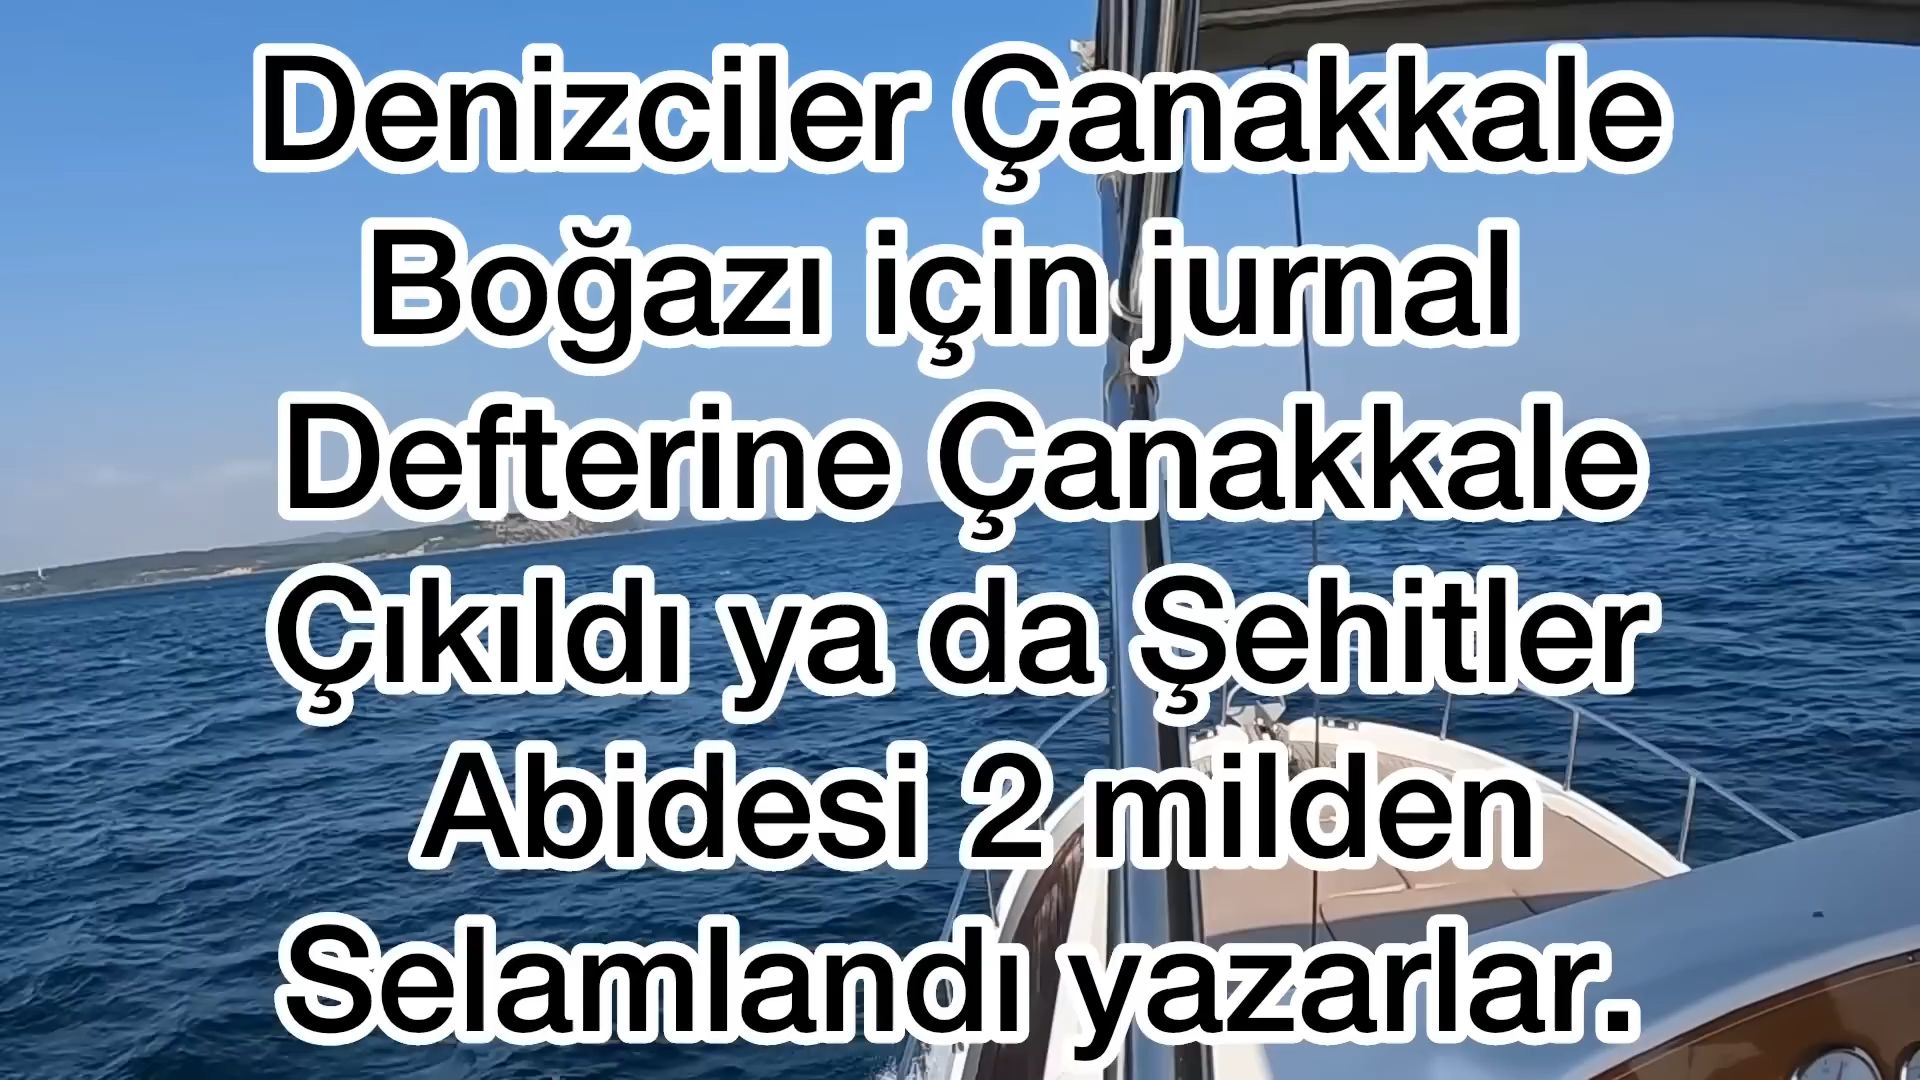 Denizciler Çanakkale
Boğazı için jurnal
Defterine Çanakkale
Çıkıldı ya da Şehitler
Abidesi 2 milden
Selamlandı yazarlar.